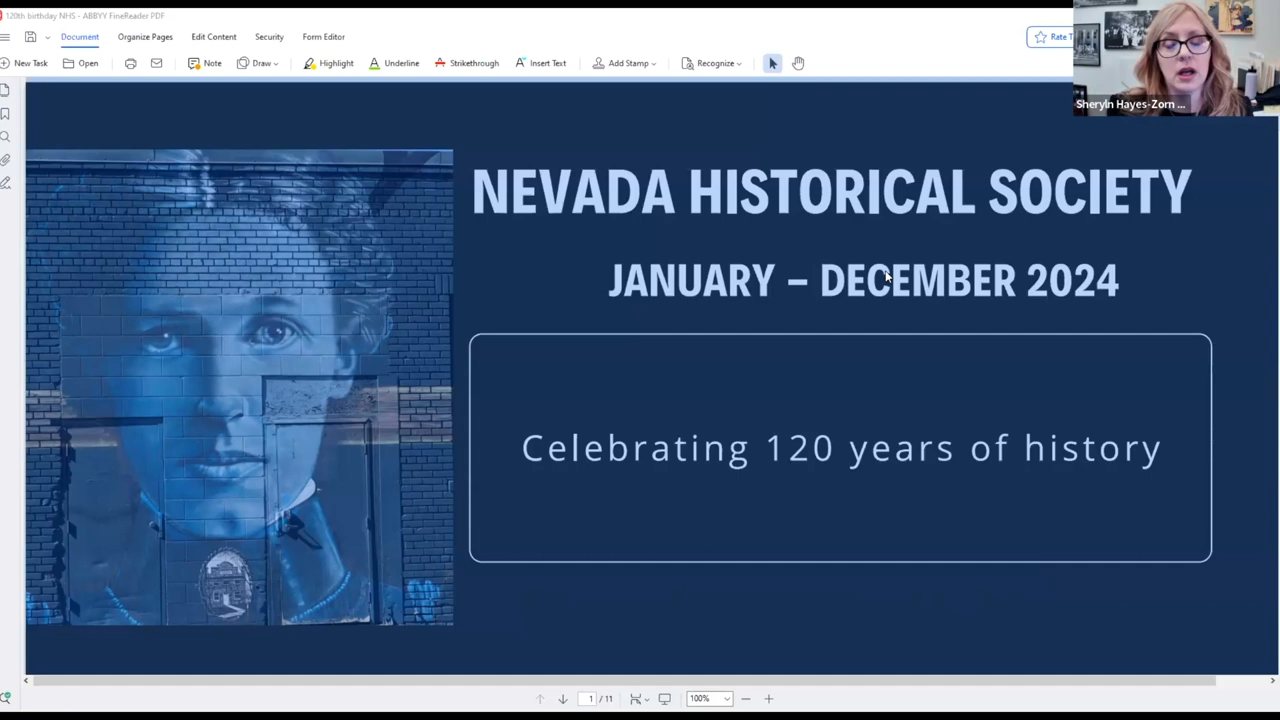 120th birthday NHS - ABBYY FineReader PDF
Document Organize Pages Edit Content Security Form Editor
Rate T
New Task Open Note Draw Highlight Underline Strikethrough Insert Text Add Stamp Recognize
Sheryln Hayes-Zorn ...
NEVADA HISTORICAL SOCIETY
JANUARY – DECEMBER 2024
Celebrating 120 years of history
1 / 11 100%